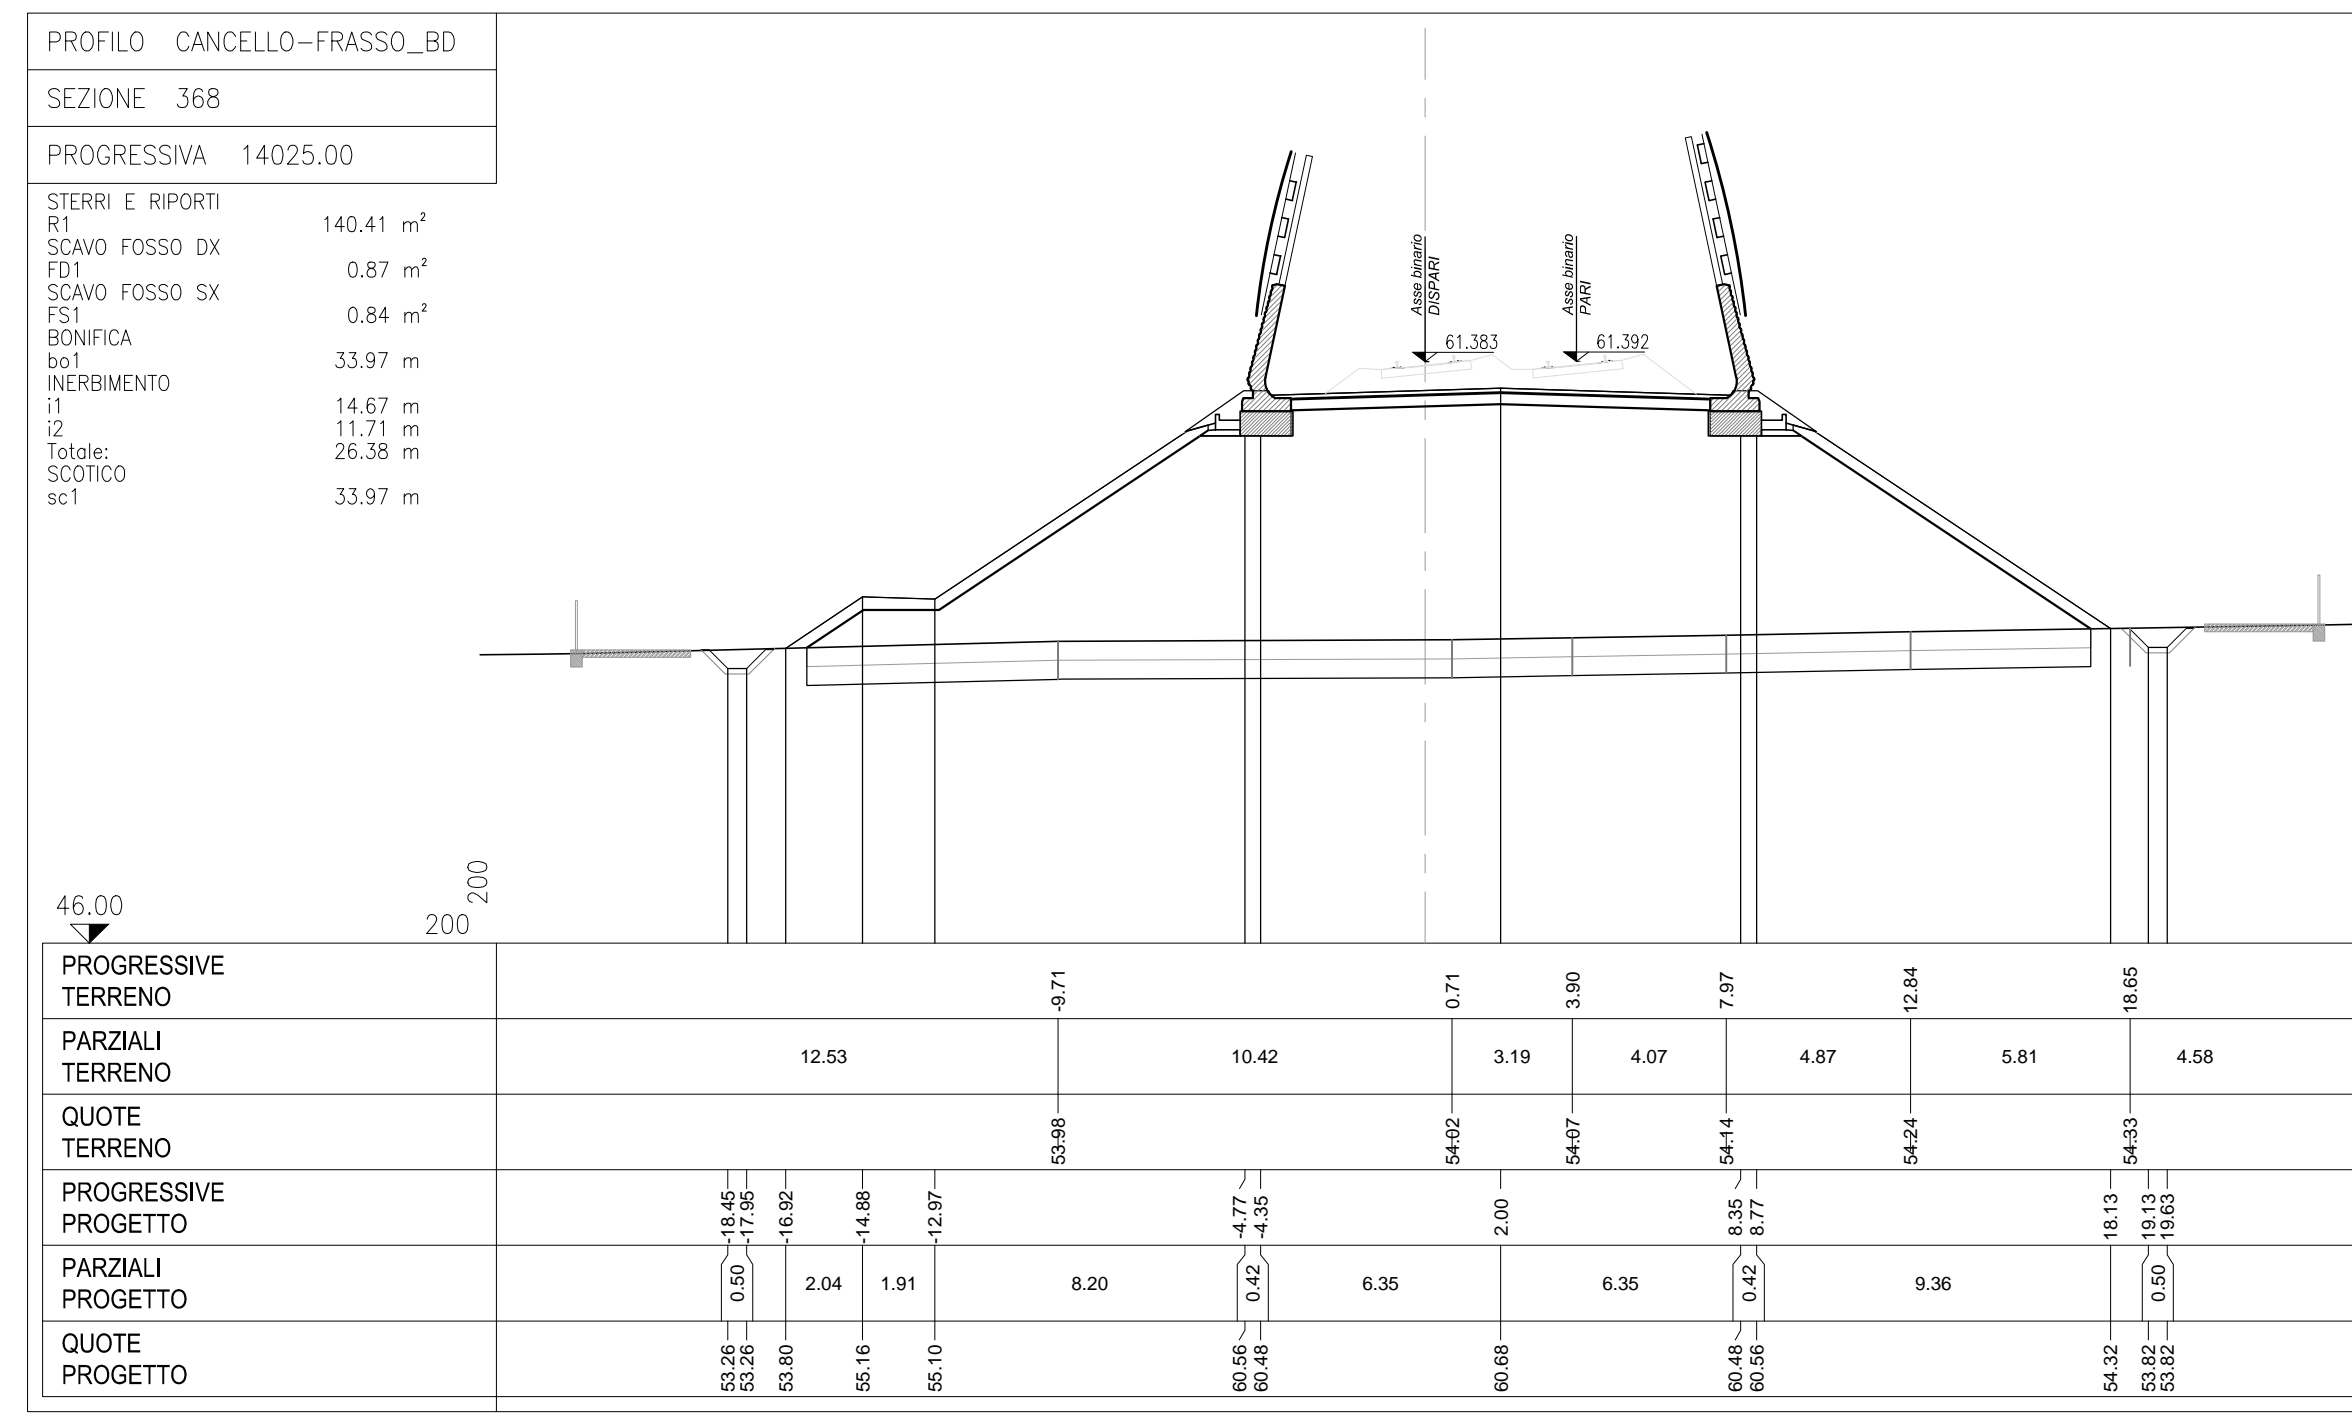 PROFILO CANCELLO-FRASSO_BD
SEZIONE 368
PROGRESSIVA 14025.00
STERRI E RIPORTI
R1 140.41 m²
SCAVO FOSSO DX
FD1 0.87 m²
SCAVO FOSSO SX
FS1 0.84 m²
BONIFICA
bo1 33.97 m
INERBIMENTO
i1 14.67 m
i2 11.71 m
Totale: 26.38 m
SCOTICO
sc1 33.97 m
Asse binario
DISPARI
61.383
Asse binario
PARI
61.392
46.00
200
200
PROGRESSIVE
TERRENO
-9.71 0.71 3.90 7.97 12.84 18.65
PARZIALI
TERRENO
12.53 10.42 3.19 4.07 4.87 5.81 4.58
QUOTE
TERRENO
53.98 54.02 54.07 54.14 54.24 54.33
PROGRESSIVE
PROGETTO
-18.45 -17.95 -16.92 -14.88 -12.97 -4.77 -4.35 2.00 8.35 8.77 18.13 19.13 19.63
PARZIALI
PROGETTO
0.50 2.04 1.91 8.20 0.42 6.35 6.35 0.42 9.36 0.50
QUOTE
PROGETTO
53.26 53.26 53.80 55.16 55.10 60.56 60.48 60.68 60.48 60.56 54.32 53.82 53.82